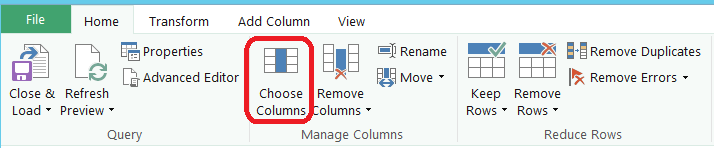 File Home Transform Add Column View
Properties
Advanced Editor
Close & Load
Refresh Preview
Query
Choose Columns
Remove Columns
Rename
Move
Manage Columns
Keep Rows
Remove Rows
Remove Duplicates
Remove Errors
Reduce Rows